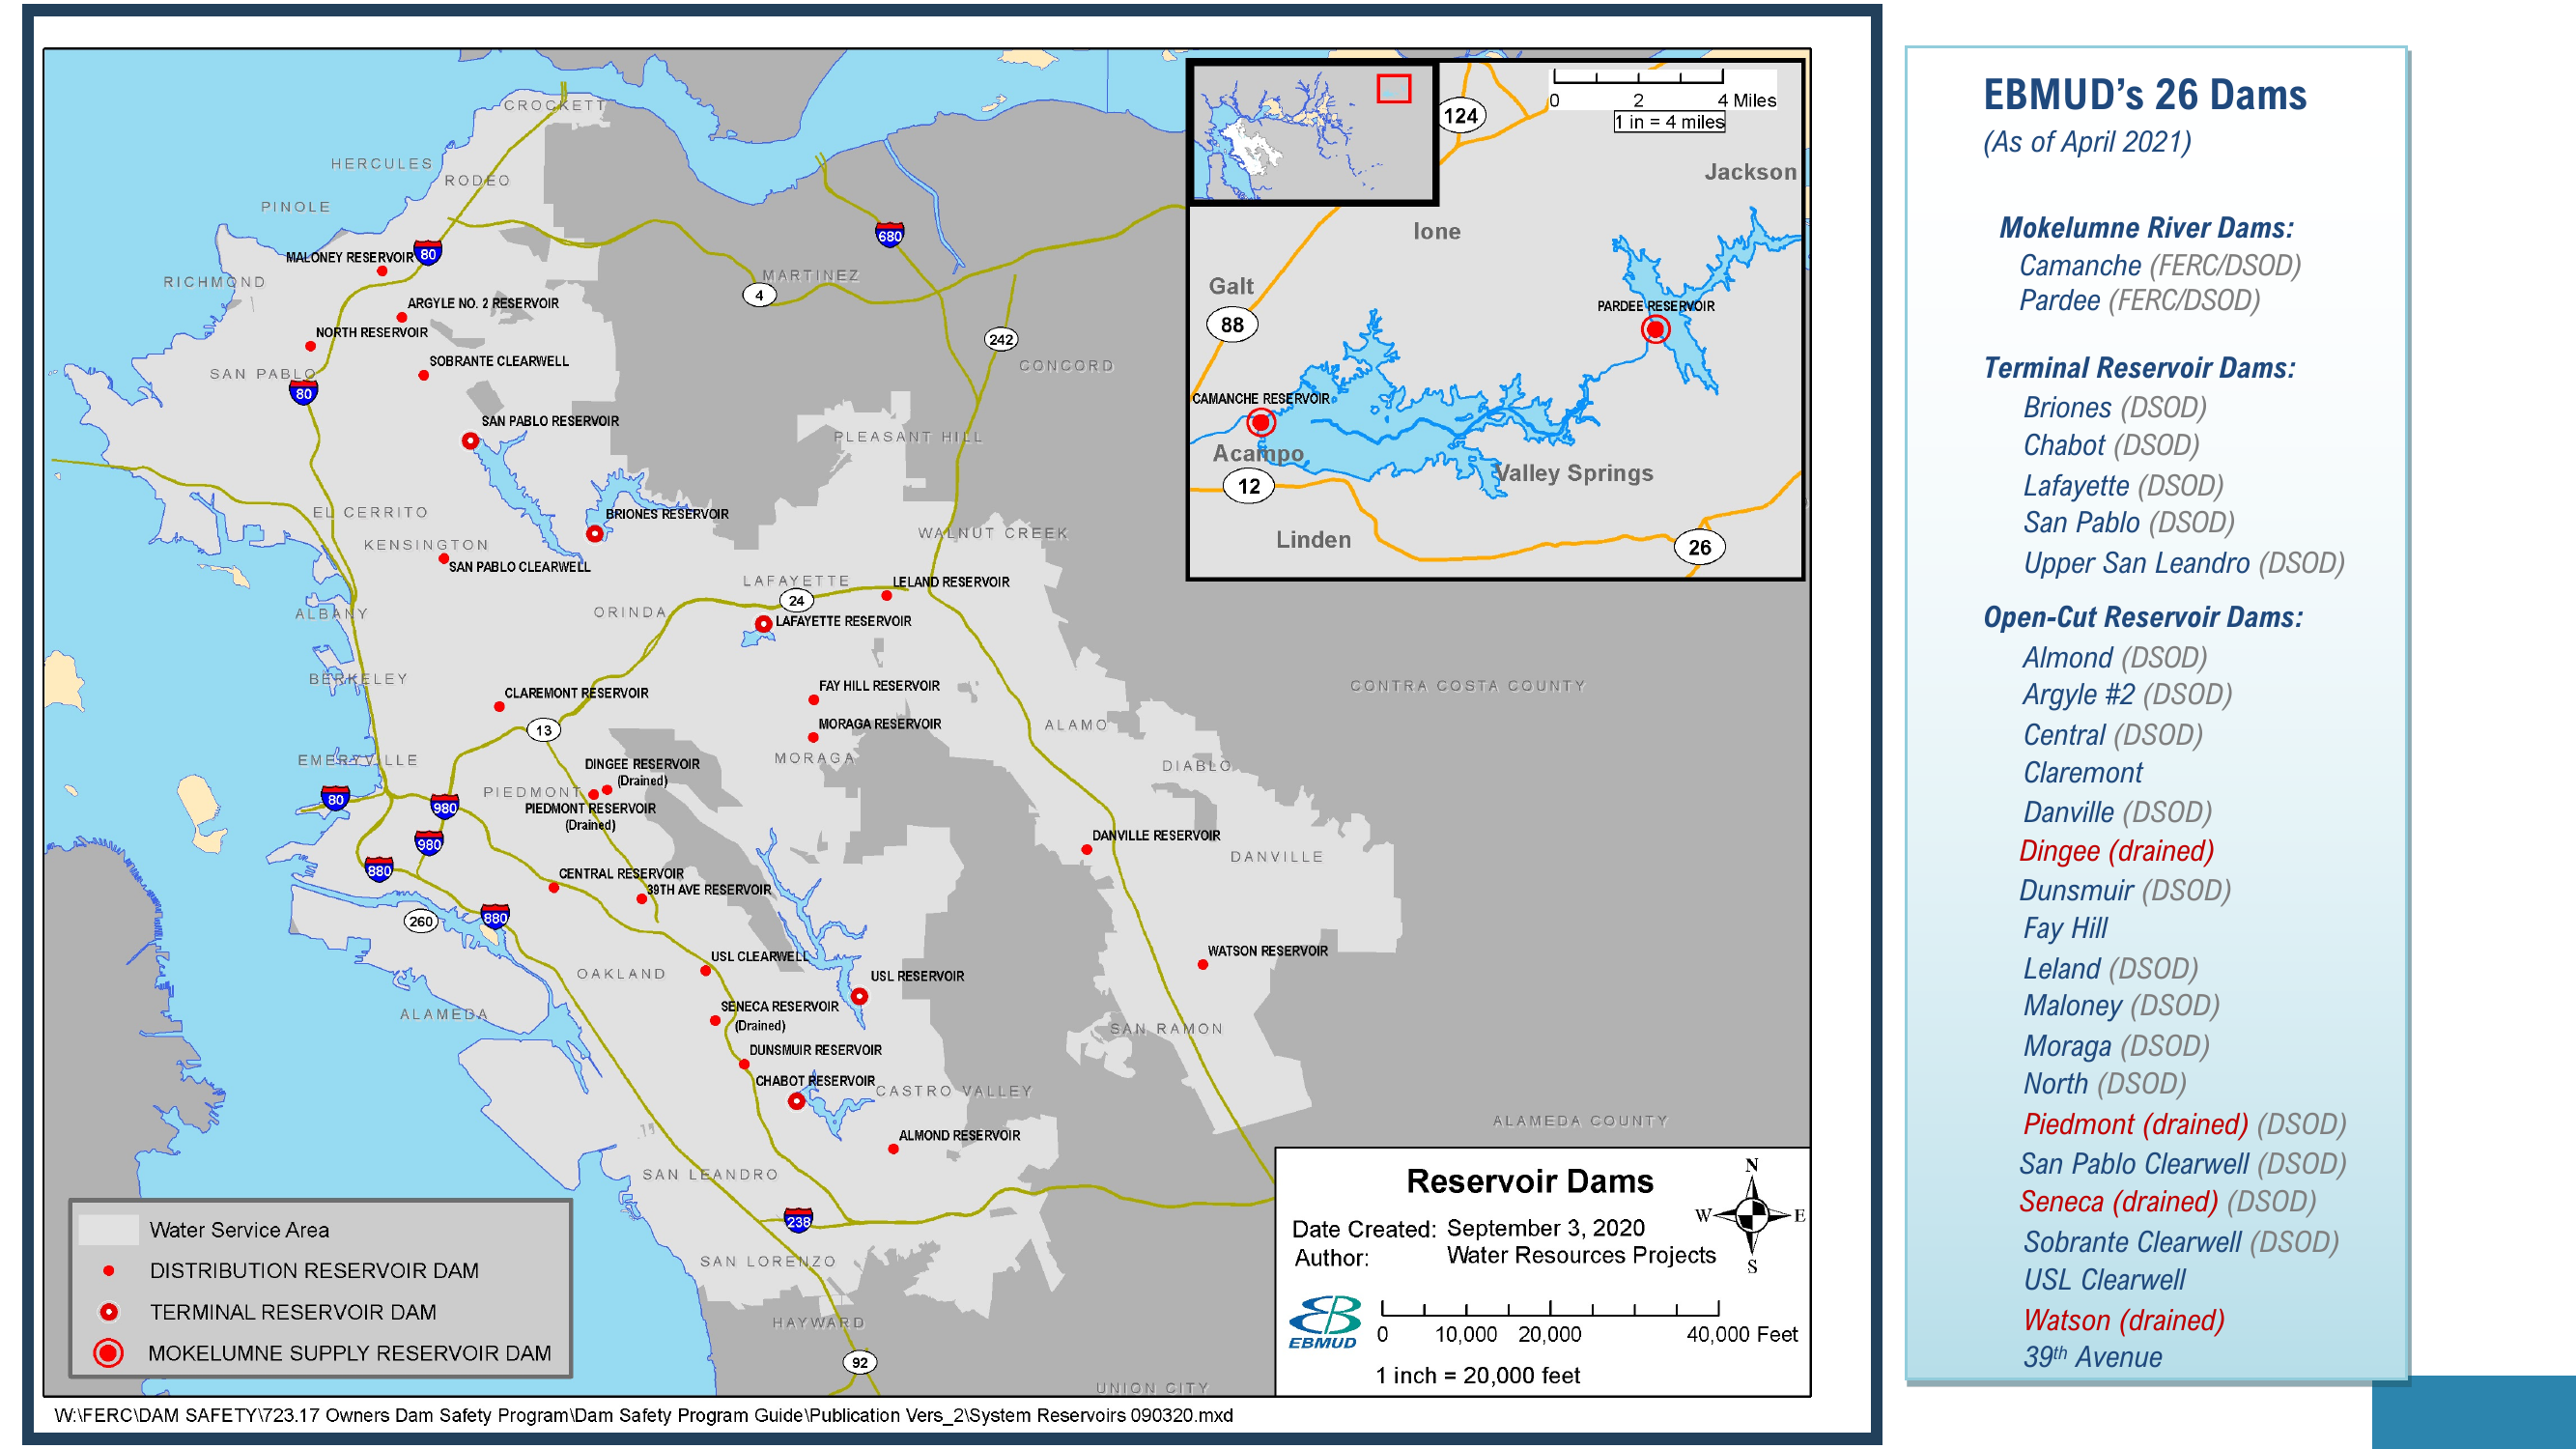 CROCKETT
HERCULES
RODEO
PINOLE
MALONEY RESERVOIR
80
680
RICHMOND
MARTINEZ
4
ARGYLE NO. 2 RESERVOIR
NORTH RESERVOIR
242
SOBRANTE CLEARWELL
CONCORD
SAN PABLO
80
SAN PABLO RESERVOIR
PLEASANT HILL
EL CERRITO
BRIONES RESERVOIR
WALNUT CREEK
KENSINGTON
SAN PABLO CLEARWELL
LAFAYETTE
LELAND RESERVOIR
24
ALBANY
ORINDA
LAFAYETTE RESERVOIR
BERKELEY
FAY HILL RESERVOIR
CONTRA COSTA COUNTY
CLAREMONT RESERVOIR
13
MORAGA RESERVOIR
ALAMO
EMERYVILLE
MORAGA
DINGEE RESERVOIR
(Drained)
DIABLO
PIEDMONT
80
980
PIEDMONT RESERVOIR
(Drained)
980
DANVILLE RESERVOIR
DANVILLE
880
CENTRAL RESERVOIR
39TH AVE RESERVOIR
260
880
USL CLEARWELL
WATSON RESERVOIR
OAKLAND
USL RESERVOIR
SENECA RESERVOIR
(Drained)
ALAMEDA
SAN RAMON
DUNSMUIR RESERVOIR
CHABOT RESERVOIR
CASTRO VALLEY
ALAMEDA COUNTY
ALMOND RESERVOIR
SAN LEANDRO
238
SAN LORENZO
HAYWARD
92
UNION CITY
124
0 2 4 Miles
1 in = 4 miles
Jackson
Ione
Galt
88
PARDEE RESERVOIR
CAMANCHE RESERVOIR
Acampo
12
Valley Springs
Linden
26
Water Service Area
DISTRIBUTION RESERVOIR DAM
TERMINAL RESERVOIR DAM
MOKELUMNE SUPPLY RESERVOIR DAM
Reservoir Dams
N
W E
S
Date Created: September 3, 2020
Author: Water Resources Projects
EBMUD
0 10,000 20,000 40,000 Feet
1 inch = 20,000 feet
W:\FERC\DAM SAFETY\723.17 Owners Dam Safety Program\Dam Safety Program Guide\Publication Vers_2\System Reservoirs 090320.mxd
EBMUD’s 26 Dams
(As of April 2021)
Mokelumne River Dams:
Camanche (FERC/DSOD)
Pardee (FERC/DSOD)
Terminal Reservoir Dams:
Briones (DSOD)
Chabot (DSOD)
Lafayette (DSOD)
San Pablo (DSOD)
Upper San Leandro (DSOD)
Open-Cut Reservoir Dams:
Almond (DSOD)
Argyle #2 (DSOD)
Central (DSOD)
Claremont
Danville (DSOD)
Dingee (drained)
Dunsmuir (DSOD)
Fay Hill
Leland (DSOD)
Maloney (DSOD)
Moraga (DSOD)
North (DSOD)
Piedmont (drained) (DSOD)
San Pablo Clearwell (DSOD)
Seneca (drained) (DSOD)
Sobrante Clearwell (DSOD)
USL Clearwell
Watson (drained)
39th Avenue